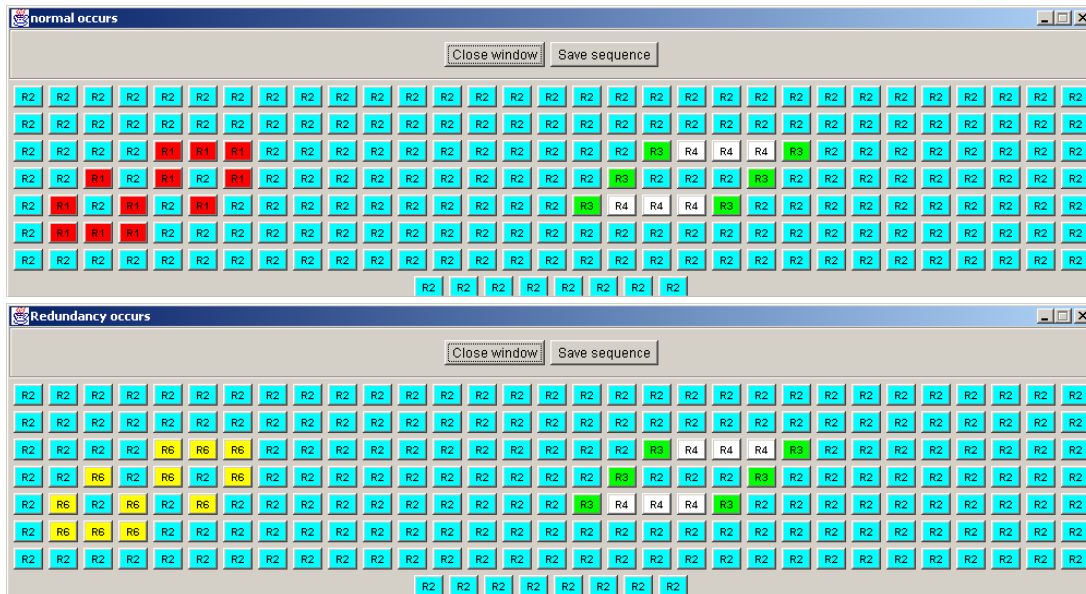 normal occurs
Close window Save sequence
R2 R2 R2 R2 R2 R2 R2 R2 R2 R2 R2 R2 R2 R2 R2 R2 R2 R2 R2 R2 R2 R2 R2 R2 R2 R2 R2 R2 R2 R2 R2
R2 R2 R2 R2 R2 R2 R2 R2 R2 R2 R2 R2 R2 R2 R2 R2 R2 R2 R2 R2 R2 R2 R2 R2 R2 R2 R2 R2 R2 R2 R2
R2 R2 R2 R2 R1 R1 R1 R2 R2 R2 R2 R2 R2 R2 R2 R2 R2 R2 R3 R4 R4 R4 R3 R2 R2 R2 R2 R2 R2 R2 R2
R2 R2 R1 R2 R1 R2 R1 R2 R2 R2 R2 R2 R2 R2 R2 R2 R2 R3 R2 R2 R2 R3 R2 R2 R2 R2 R2 R2 R2 R2 R2
R2 R1 R2 R1 R2 R1 R2 R2 R2 R2 R2 R2 R2 R2 R2 R2 R3 R4 R4 R4 R3 R2 R2 R2 R2 R2 R2 R2 R2 R2 R2
R2 R1 R1 R1 R2 R2 R2 R2 R2 R2 R2 R2 R2 R2 R2 R2 R2 R2 R2 R2 R2 R2 R2 R2 R2 R2 R2 R2 R2 R2 R2
R2 R2 R2 R2 R2 R2 R2 R2 R2 R2 R2 R2 R2 R2 R2 R2 R2 R2 R2 R2 R2 R2 R2 R2 R2 R2 R2 R2 R2 R2 R2
R2 R2 R2 R2 R2 R2 R2 R2
Redundancy occurs
Close window Save sequence
R2 R2 R2 R2 R2 R2 R2 R2 R2 R2 R2 R2 R2 R2 R2 R2 R2 R2 R2 R2 R2 R2 R2 R2 R2 R2 R2 R2 R2 R2 R2
R2 R2 R2 R2 R2 R2 R2 R2 R2 R2 R2 R2 R2 R2 R2 R2 R2 R2 R2 R2 R2 R2 R2 R2 R2 R2 R2 R2 R2 R2 R2
R2 R2 R2 R2 R6 R6 R6 R2 R2 R2 R2 R2 R2 R2 R2 R2 R2 R2 R3 R4 R4 R4 R3 R2 R2 R2 R2 R2 R2 R2 R2
R2 R2 R6 R2 R6 R2 R6 R2 R2 R2 R2 R2 R2 R2 R2 R2 R2 R3 R2 R2 R2 R3 R2 R2 R2 R2 R2 R2 R2 R2 R2
R2 R6 R2 R6 R2 R6 R2 R2 R2 R2 R2 R2 R2 R2 R2 R2 R3 R4 R4 R4 R3 R2 R2 R2 R2 R2 R2 R2 R2 R2 R2
R2 R6 R6 R6 R2 R2 R2 R2 R2 R2 R2 R2 R2 R2 R2 R2 R2 R2 R2 R2 R2 R2 R2 R2 R2 R2 R2 R2 R2 R2 R2
R2 R2 R2 R2 R2 R2 R2 R2 R2 R2 R2 R2 R2 R2 R2 R2 R2 R2 R2 R2 R2 R2 R2 R2 R2 R2 R2 R2 R2 R2 R2
R2 R2 R2 R2 R2 R2 R2 R2